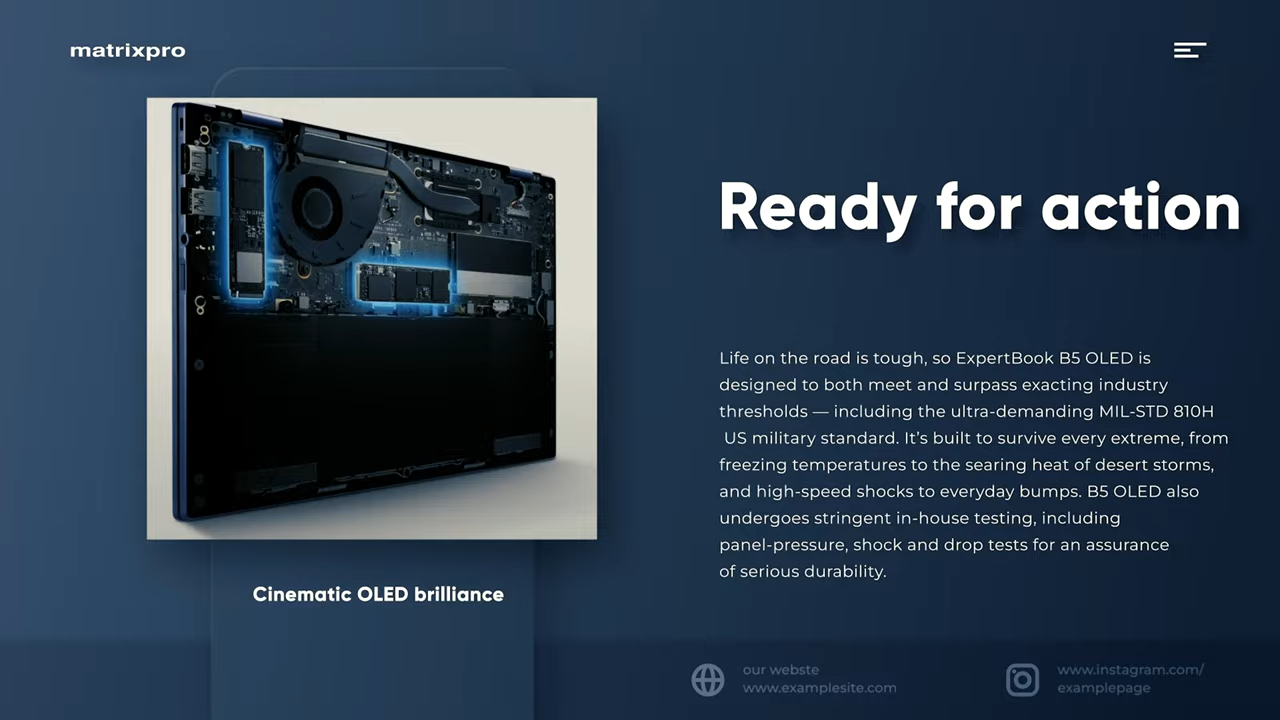 matrixpro
Ready for action
Life on the road is tough, so ExpertBook B5 OLED is
designed to both meet and surpass exacting industry
thresholds — including the ultra-demanding MIL-STD 810H
US military standard. It’s built to survive every extreme, from
freezing temperatures to the searing heat of desert storms,
and high-speed shocks to everyday bumps. B5 OLED also
undergoes stringent in-house testing, including
panel-pressure, shock and drop tests for an assurance
of serious durability.
Cinematic OLED brilliance
our webste
www.examplesite.com
www.instagram.com/
examplepage